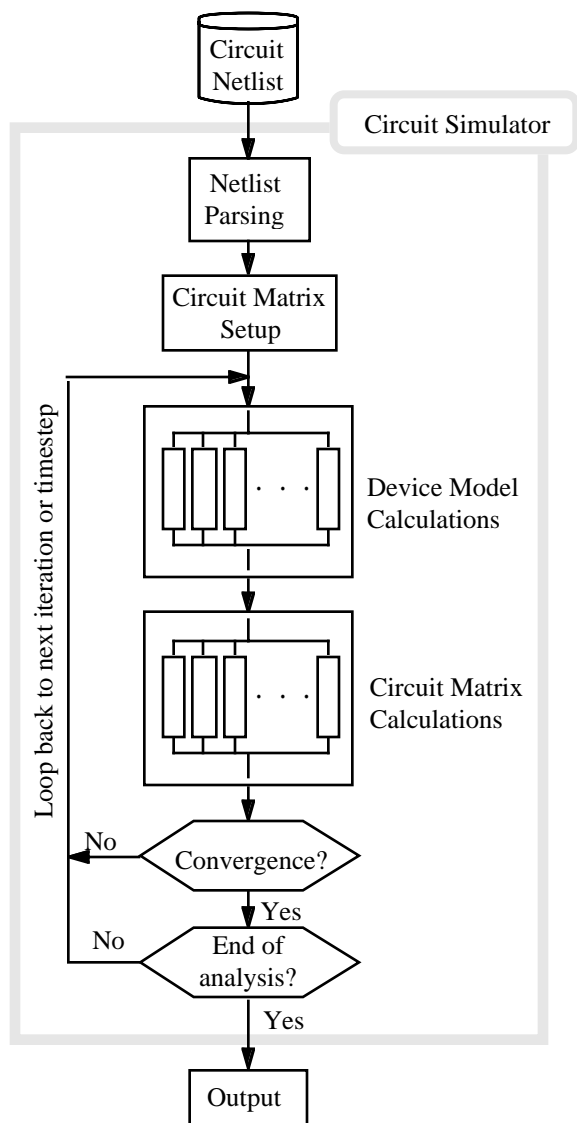 Circuit
Netlist
Circuit Simulator
Netlist
Parsing
Circuit Matrix
Setup
Loop back to next iteration or timestep
. . .
Device Model
Calculations
. . .
Circuit Matrix
Calculations
No
Convergence?
Yes
No
End of
analysis?
Yes
Output